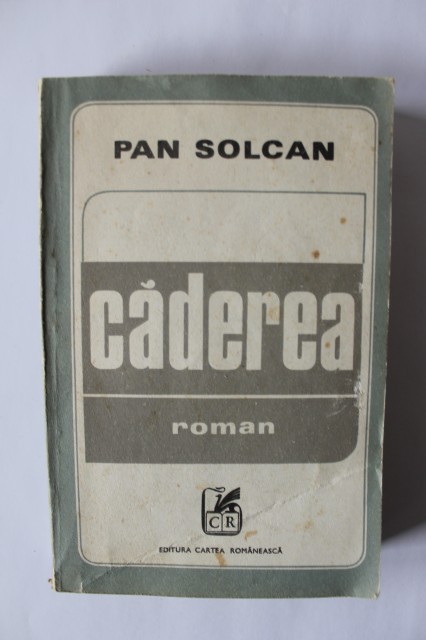 PAN SOLCAN
căderea
roman
CR
EDITURA CARTEA ROMÂNEASCĂ